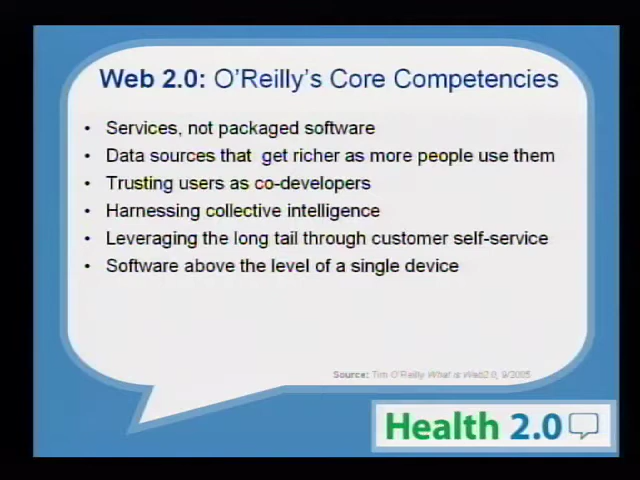 Web 2.0: O'Reilly's Core Competencies
• Services, not packaged software
• Data sources that get richer as more people use them
• Trusting users as co-developers
• Harnessing collective intelligence
• Leveraging the long tail through customer self-service
• Software above the level of a single device
Source: Tim O'Reilly What is Web2.0, 9/2005
Health 2.0